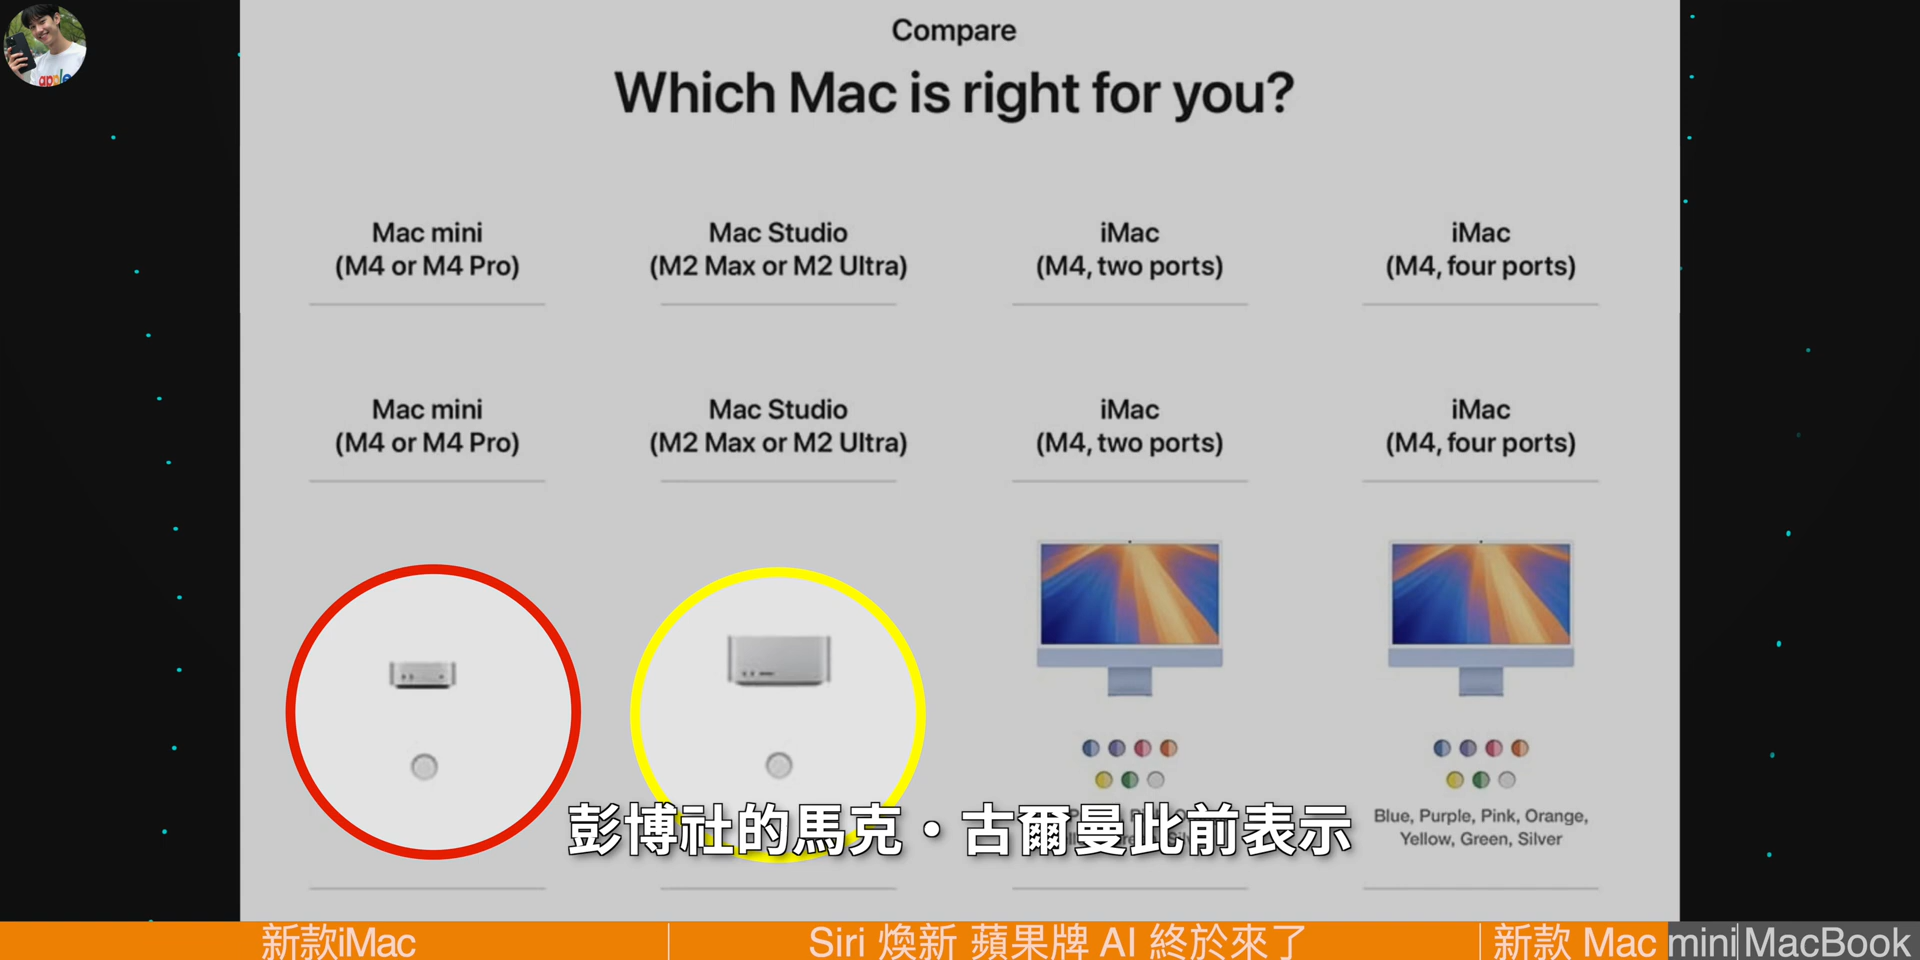 Compare
Which Mac is right for you?
Mac mini
(M4 or M4 Pro)
Mac Studio
(M2 Max or M2 Ultra)
iMac
(M4, two ports)
iMac
(M4, four ports)
Mac mini
(M4 or M4 Pro)
Mac Studio
(M2 Max or M2 Ultra)
iMac
(M4, two ports)
iMac
(M4, four ports)
Blue, Purple, Pink, Orange,
Yellow, Green, Silver
彭博社的馬克·古爾曼此前表示
新款iMac
Siri 煥新 蘋果牌 AI 終於來了
新款 Mac mini
MacBook
apple